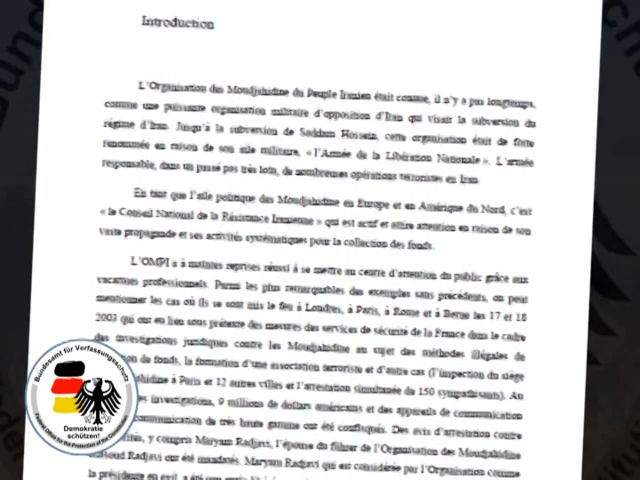 Introduction
L'Organisation des Moudjahidine du Peuple Iranien était connue, il n'y a pas longtemps,
comme une puissante organisation militaire d'opposition d'Iran qui visait la subversion du
régime d'Iran. Jusqu'à la subversion de Saddam Hossein, cette organisation était de forte
renommée en raison de son aile militaire, « l'Armée de la Libération Nationale ». L'armée
responsable, dans un passé pas très loin, de nombreuses opérations terroristes en Iran.
En tant que l'aile politique des Moudjahidine en Europe et en Amérique du Nord, c'est
« le Conseil National de la Résistance Iranienne » qui est actif et attire attention en raison de son
vaste propagande et ses activités systématiques pour la collection des fonds.
L'OMPI a à maintes reprises réussi à se mettre au centre d'attention du public grâce aux
vacarmes professionnels. Parmi les plus remarquables des exemples sans précédents, on peut
mentionner les cas où ils se sont mis le feu à Londres, à Paris, à Rome et à Berne les 17 et 18
2003 qui ont eu lieu sous prétexte des mesures des services de sécurité de la France dans le cadre
des investigations juridiques contre les Moudjahidine au sujet des méthodes illégales de
de fonds, la formation d'une association terroriste et d'autre cas (l'inspection du siège
à Paris et 12 autres villes et l'arrestation simultanée de 150 sympathisants). Au
investigations, 9 millions de dollars américains et des appareils de communication
communication de très haute gamme ont été confisqués. Des avis d'arrestation contre
y compris Maryam Radjavi, l'épouse du führer de l'Organisation des Moudjahidine
Radjavi ont été mandatés. Maryam Radjavi qui est considérée par l'Organisation comme
la présidente en exil, a été
Bundesamt für Verfassungsschutz
Demokratie
schützen!
Federal Office for the Protection of the Constitution